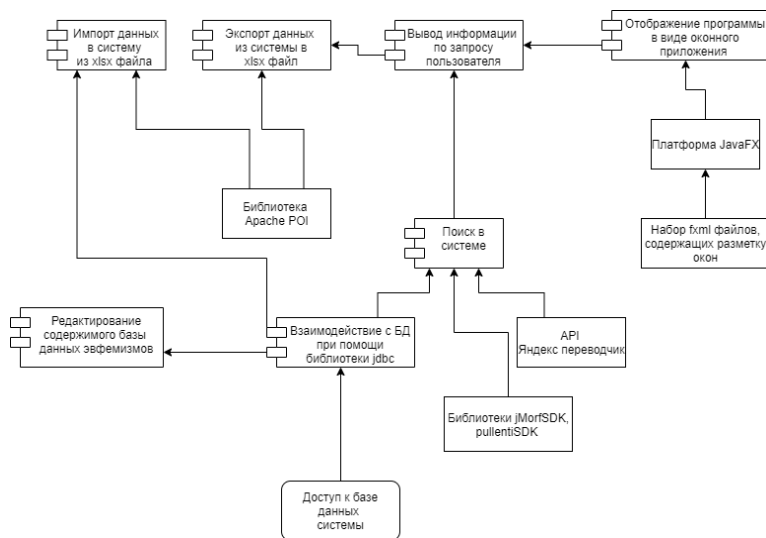 Импорт данных
в систему
из xlsx файла
Экспорт данных
из системы в
xlsx файл
Вывод информации
по запросу
пользователя
Отображение программы
в виде оконного
приложения
Платформа JavaFX
Библиотека
Apache POI
Поиск в
системе
Набор fxml файлов,
содержащих разметку
окон
Редактирование
содержимого базы
данных эвфемизмов
Взаимодействие с БД
при помощи
библиотеки jdbc
API
Яндекс переводчик
Библиотеки jMorfSDK,
pullentiSDK
Доступ к базе
данных
системы